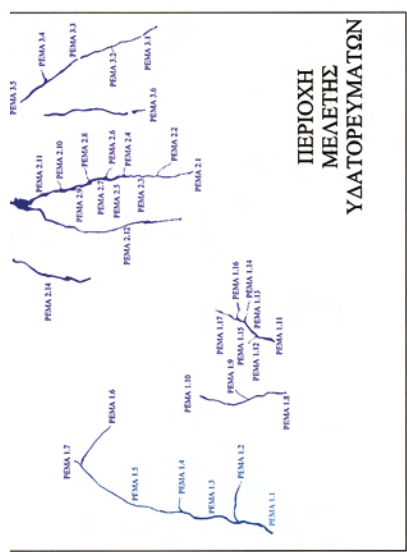 ΠΕΡΙΟΧΗ
ΜΕΛΕΤΗΣ
ΥΔΑΤΟΡΕΥΜΑΤΩΝ
ΡΕΜΑ 3.5
ΡΕΜΑ 3.4
ΡΕΜΑ 3.3
ΡΕΜΑ 3.2
ΡΕΜΑ 3.1
ΡΕΜΑ 3.6
ΡΕΜΑ 2.11
ΡΕΜΑ 2.10
ΡΕΜΑ 2.8
ΡΕΜΑ 2.6
ΡΕΜΑ 2.4
ΡΕΜΑ 2.2
ΡΕΜΑ 2.9
ΡΕΜΑ 2.7
ΡΕΜΑ 2.5
ΡΕΜΑ 2.3
ΡΕΜΑ 2.1
ΡΕΜΑ 2.12
ΡΕΜΑ 2.14
ΡΕΜΑ 1.17
ΡΕΜΑ 1.16
ΡΕΜΑ 1.14
ΡΕΜΑ 1.13
ΡΕΜΑ 1.15
ΡΕΜΑ 1.12
ΡΕΜΑ 1.11
ΡΕΜΑ 1.10
ΡΕΜΑ 1.9
ΡΕΜΑ 1.8
ΡΕΜΑ 1.7
ΡΕΜΑ 1.6
ΡΕΜΑ 1.5
ΡΕΜΑ 1.4
ΡΕΜΑ 1.3
ΡΕΜΑ 1.2
ΡΕΜΑ 1.1